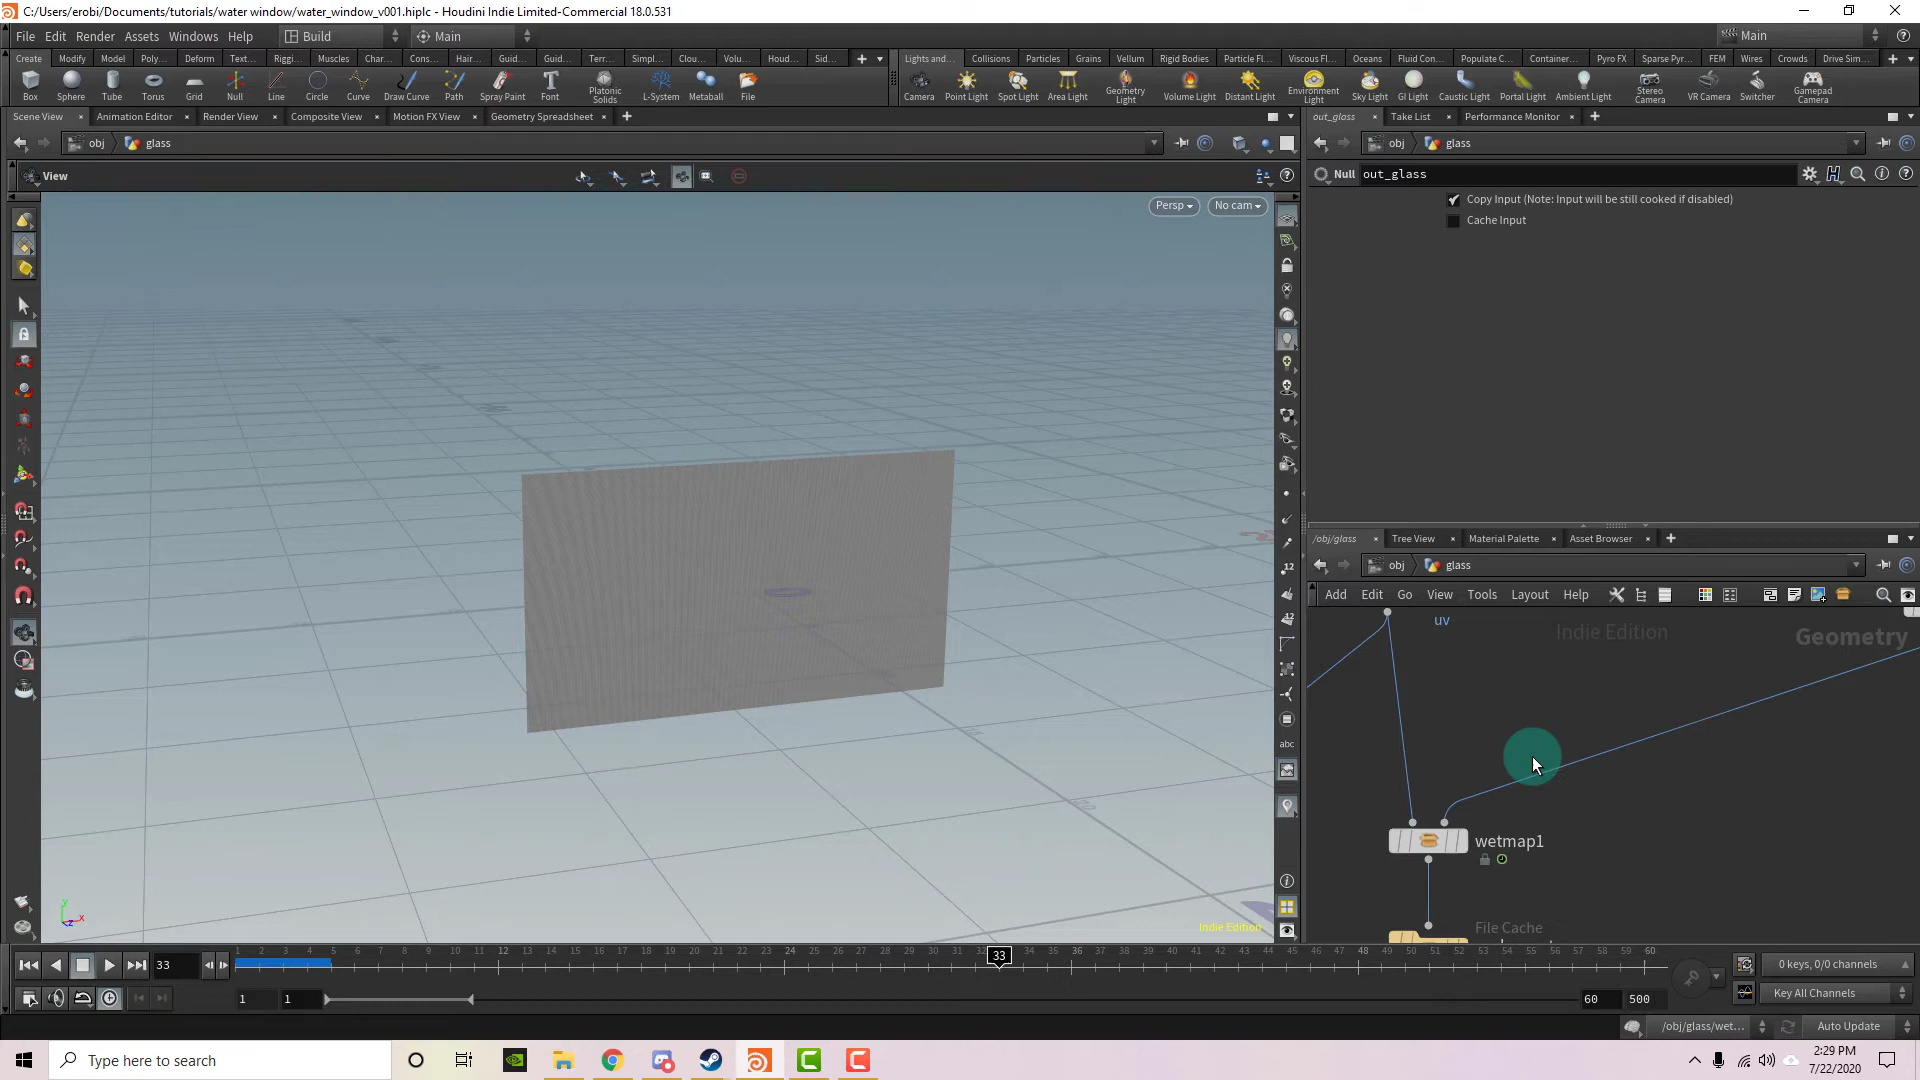 C:/Users/erobi/Documents/tutorials/water window/water_window_v001.hiplc - Houdini Indie Limited-Commercial 18.0.531
File Edit Render Assets Windows Help Build Main Main
Create Modify Model Poly... Deform Text... Riggi... Muscles Char... Cons... Hair... Guid... Guid... Terr... Simpl... Clou... Volu... Houd... Sid...
Lights and... Collisions Particles Grains Vellum Rigid Bodies Particle Fl... Viscous Fl... Oceans Fluid Con... Populate C... Container... Pyro FX Sparse Pyr... FEM Wires Crowds Drive Sim...
Box Sphere Tube Torus Grid Null Line Circle Curve Draw Curve Path Spray Paint Font Platonic Solids L-System Metaball File
Camera Point Light Spot Light Area Light Geometry Light Volume Light Distant Light Environment Light Sky Light GI Light Caustic Light Portal Light Ambient Light Stereo Camera VR Camera Switcher Gamepad Camera
Scene View Animation Editor Render View Composite View Motion FX View Geometry Spreadsheet
out_glass Take List Performance Monitor
obj glass
obj glass
View
Null out_glass
Persp No cam
Copy Input (Note: Input will be still cooked if disabled)
Cache Input
/obj/glass Tree View Material Palette Asset Browser
obj glass
Add Edit Go View Tools Layout Help
uv
Indie Edition
Geometry
wetmap1
File Cache
Indie Edition
33
1 2 3 4 5 6 7 8 9 10 11 12 13 14 15 16 17 18 19 20 21 22 23 24 25 26 27 28 29 30 31 32 33 34 35 36 37 38 39 40 41 42 43 44 45 46 47 48 49 50 51 52 53 54 55 56 57 58 59 60
0 keys, 0/0 channels
1 1 60 500
Key All Channels
/obj/glass/wet... Auto Update
Type here to search
2:29 PM
7/22/2020